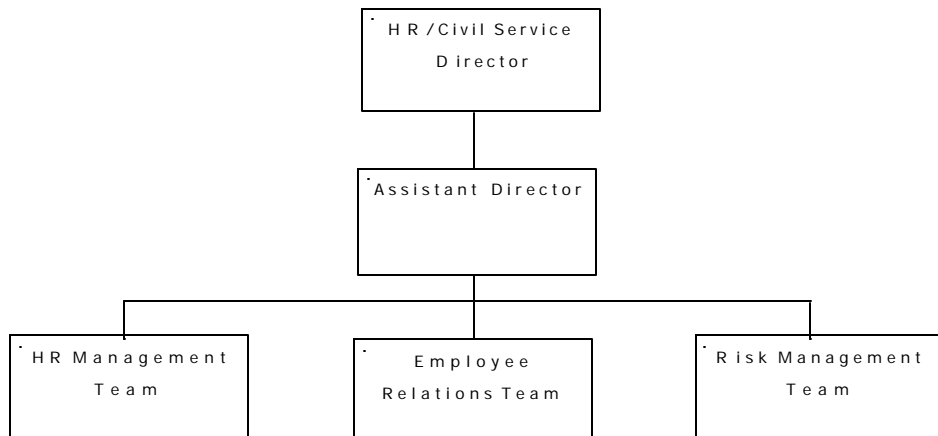 HR/Civil Service
Director
Assistant Director
HR Management
Team
Employee
Relations Team
Risk Management
Team